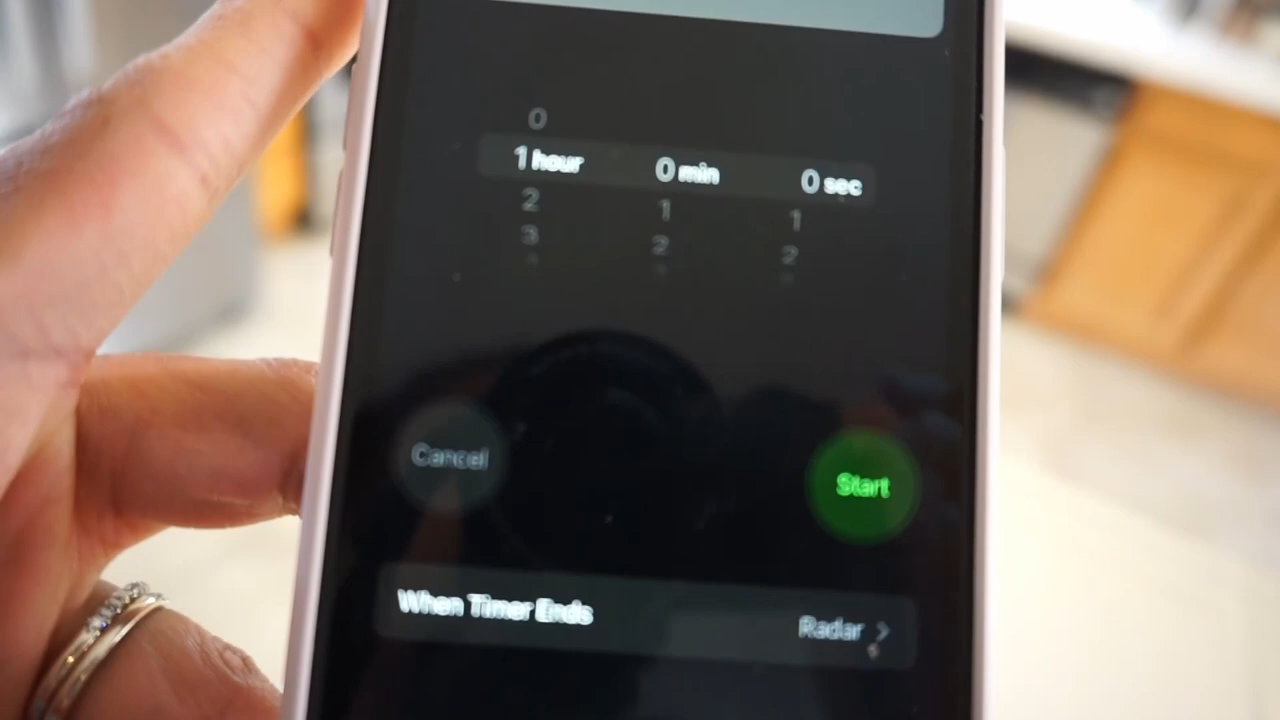 0
1 hour 0 min 0 sec
2 1 1
3 2 2
Cancel Start
When Timer Ends Radar >